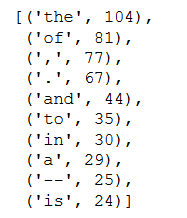 [('the', 104),
('of', 81),
(',', 77),
('.', 67),
('and', 44),
('to', 35),
('in', 30),
('a', 29),
('--', 25),
('is', 24)]